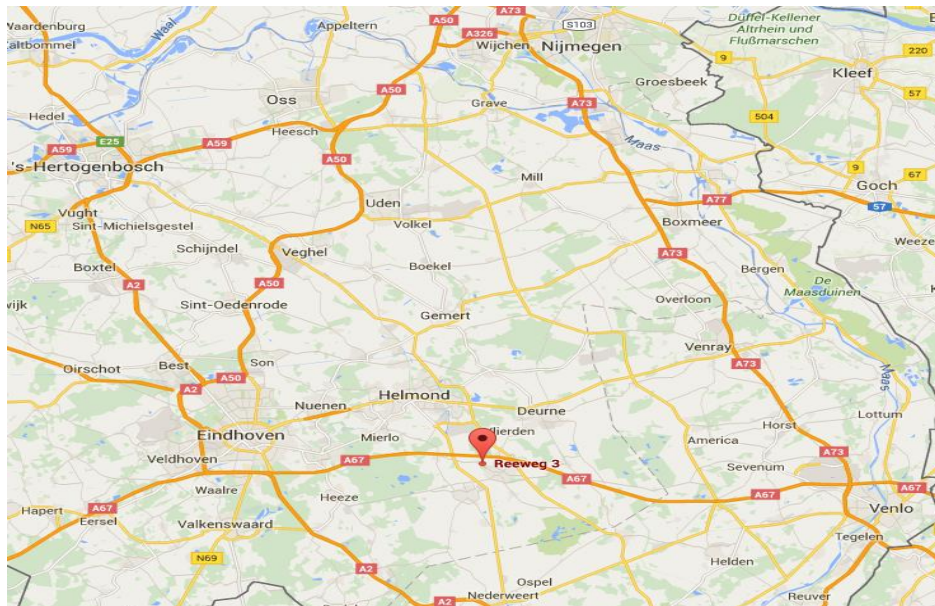 Waardenburg
altbommel
Waal
Appeltern
A50
A73
S103
A326
Wijchen
Nijmegen
Düffel-Kellener
Altrhein und
Flußmarschen
9
220
Kleef
57
Groesbeek
Oss
A50
Grave
A73
504
Hedel
Heesch
E25
A59
A59
's-Hertogenbosch
A50
Maas
9
67
Goch
Mill
57
Uden
A77
Vught
N65
Sint-Michielsgestel
Volkel
Boxmeer
Weeze
Schijndel
Veghel
A73
Boxtel
Boekel
Bergen
A2
A50
De
Maasduinen
wijk
Sint-Oedenrode
Overloon
Gemert
Venray
Oirschot
Best
Son
A73
A50
A2
Maas
Helmond
Nuenen
Deurne
Lottum
Eindhoven
Mierlo
Vlierden
America
Horst
Veldhoven
A67
Reeweg 3
A73
Sevenum
A67
A67
A67
Waalre
Heeze
A67
Hapert
Eersel
Venlo
Valkenswaard
Tegelen
N69
A2
Helden
Ospel
Nederweert
Reuver
A2